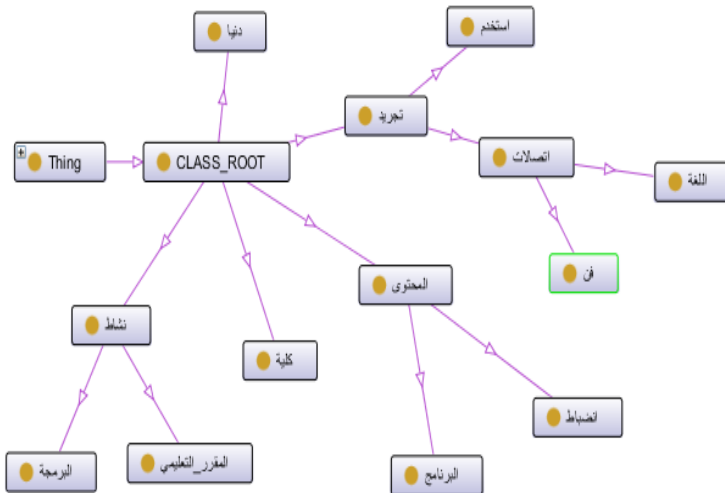 دنيا
استخدم
تجريد
Thing
CLASS_ROOT
اتصالات
اللغة
فن
المحتوى
نشاط
كلية
انضباط
البرمجة
المقرر_التعليمي
البرنامج